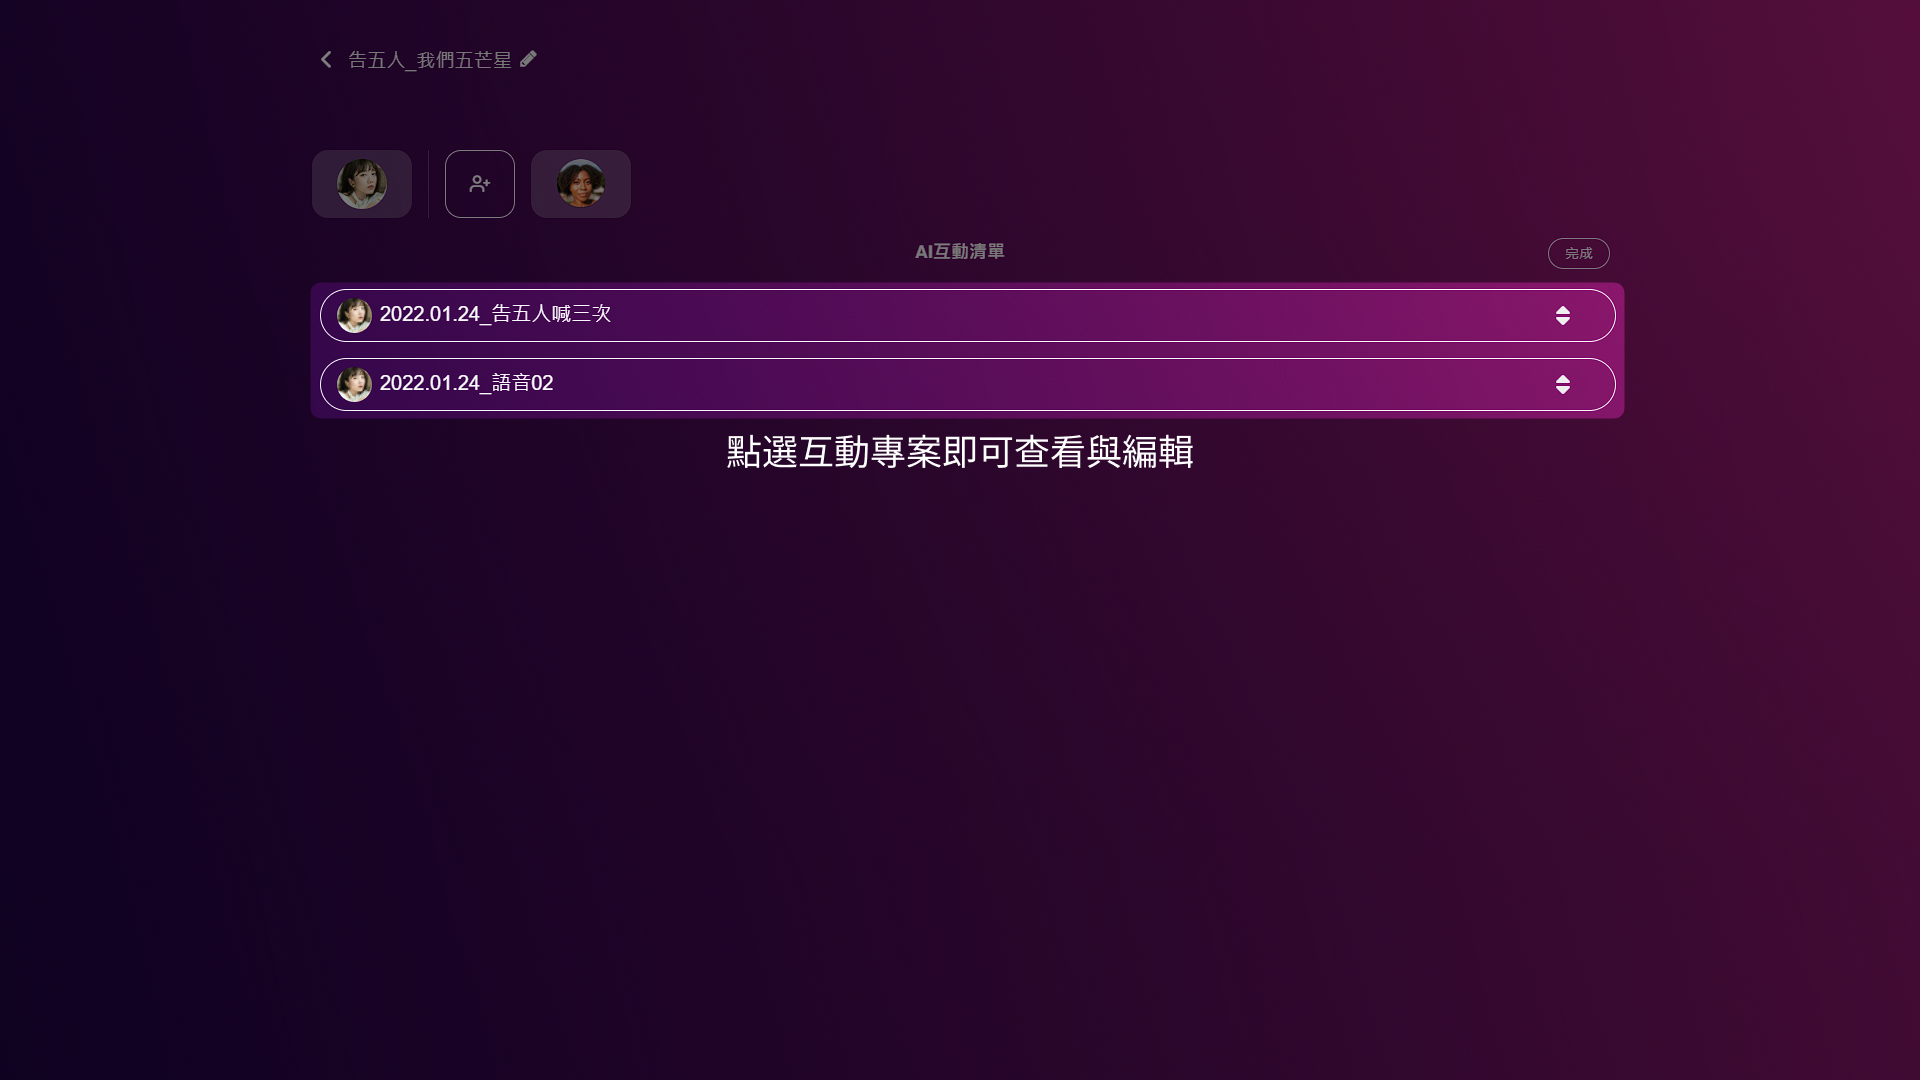 告五人_我們五芒星
AI互動清單
完成
2022.01.24_告五人喊三次
2022.01.24_語音02
點選互動專案即可查看與編輯